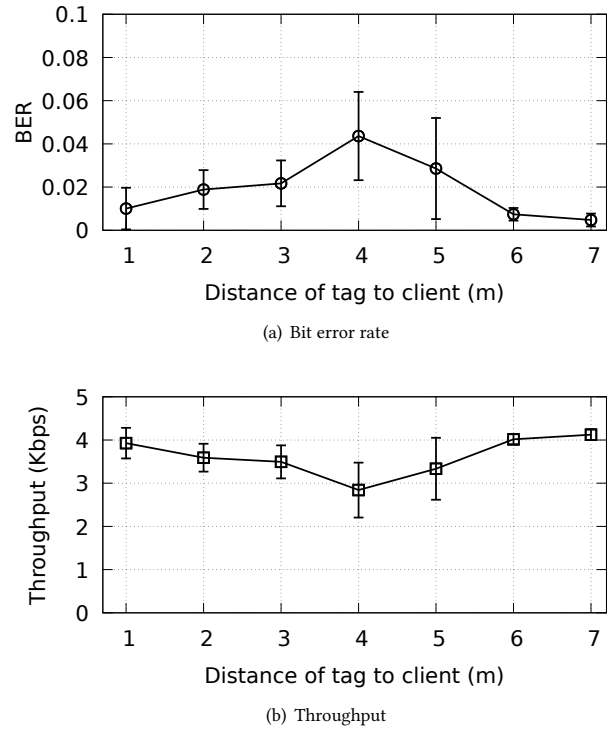 0.1
0.08
0.06
0.04
0.02
0
BER
1 2 3 4 5 6 7
Distance of tag to client (m)
(a) Bit error rate
5
4
3
2
1
0
Throughput (Kbps)
1 2 3 4 5 6 7
Distance of tag to client (m)
(b) Throughput